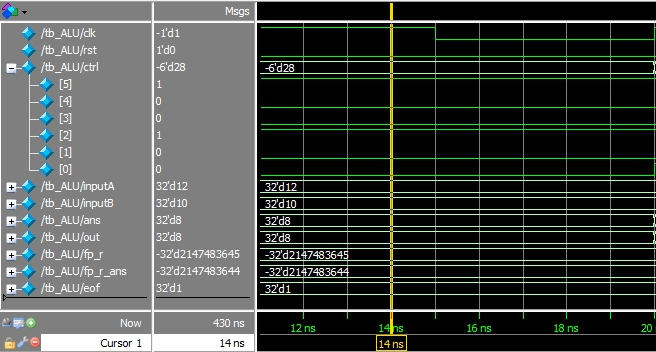 Msgs
/tb_ALU/clk -1'd1
/tb_ALU/rst 1'd0
/tb_ALU/ctrl -6'd28 -6'd28
[5] 1
[4] 0
[3] 0
[2] 1
[1] 0
[0] 0
/tb_ALU/inputA 32'd12 32'd12
/tb_ALU/inputB 32'd10 32'd10
/tb_ALU/ans 32'd8 32'd8
/tb_ALU/out 32'd8 32'd8
/tb_ALU/fp_r -32'd2147483645 -32'd2147483645
/tb_ALU/fp_r_ans -32'd2147483644 -32'd2147483644
/tb_ALU/eof 32'd1 32'd1
Now 430 ns 12 ns 14 ns 16 ns 18 ns 20
Cursor 1 14 ns 14 ns